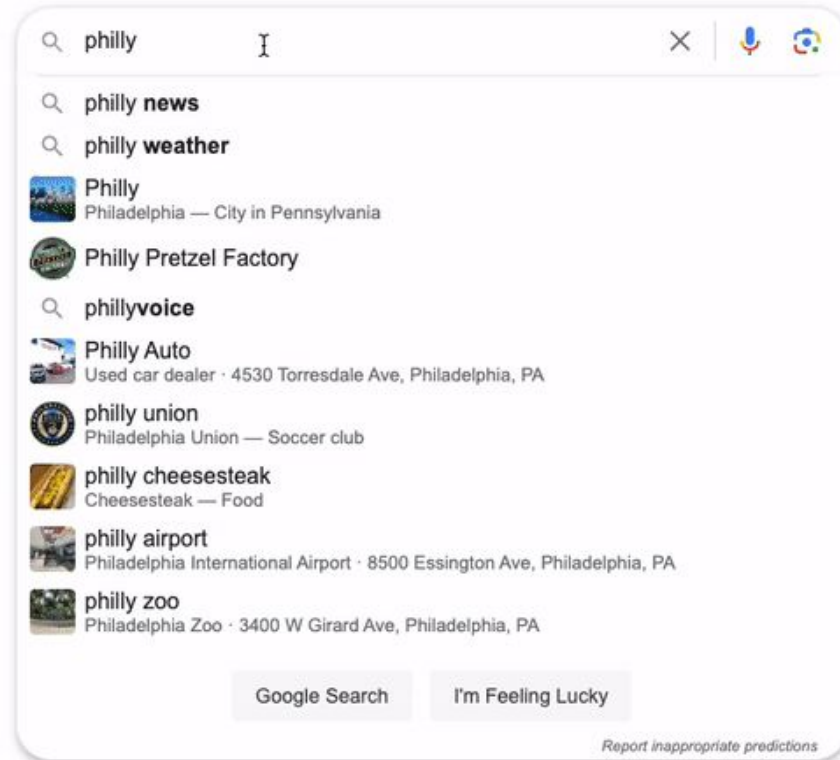 philly
philly news
philly weather
Philly
Philadelphia — City in Pennsylvania
Philly Pretzel Factory
phillyvoice
Philly Auto
Used car dealer · 4530 Torresdale Ave, Philadelphia, PA
philly union
Philadelphia Union — Soccer club
philly cheesesteak
Cheesesteak — Food
philly airport
Philadelphia International Airport · 8500 Essington Ave, Philadelphia, PA
philly zoo
Philadelphia Zoo · 3400 W Girard Ave, Philadelphia, PA
Google Search
I'm Feeling Lucky
Report inappropriate predictions